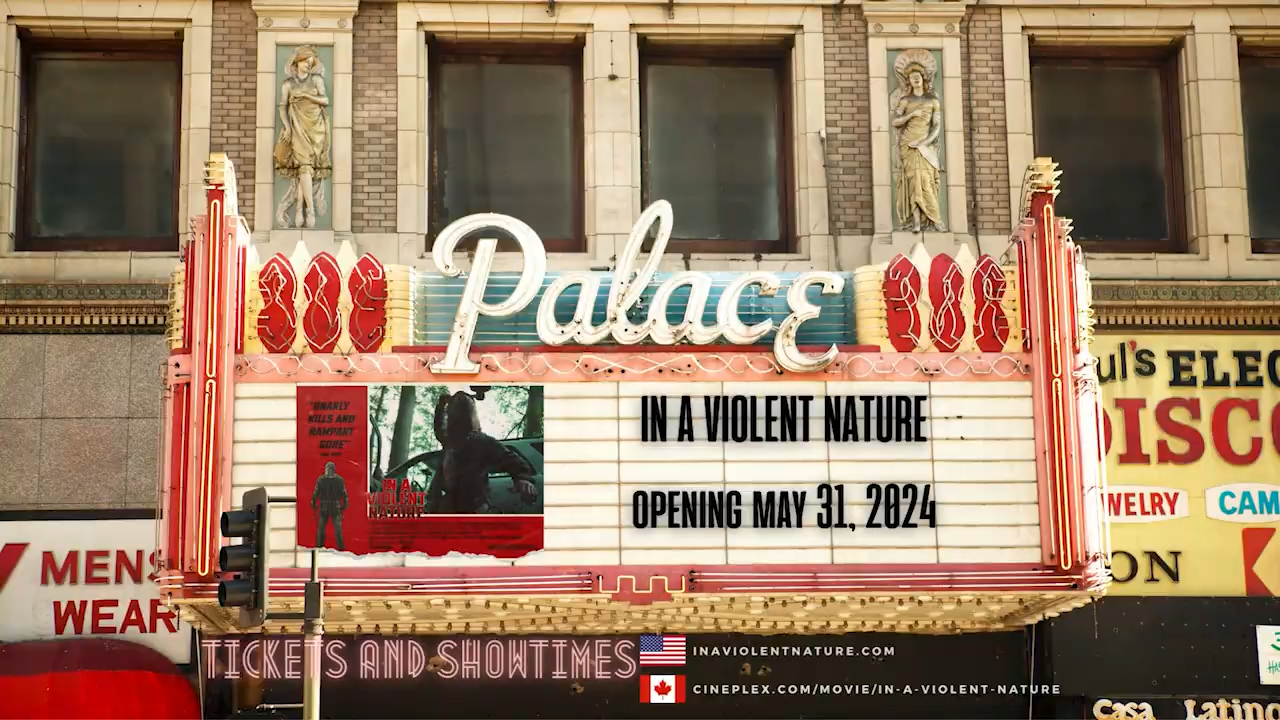 Palace
"GNARLY
KILLS AND
RAMPANT
GORE"
IN A
VIOLENT
NATURE
IN A VIOLENT NATURE
OPENING MAY 31, 2024
ul's ELEC
DISCO
WELRY
CAM
ON
K
MENS
WEAR
TICKETS AND SHOWTIMES
INAVIOLENTNATURE.COM
CINEPLEX.COM/MOVIE/IN-A-VIOLENT-NATURE
Casa Latino